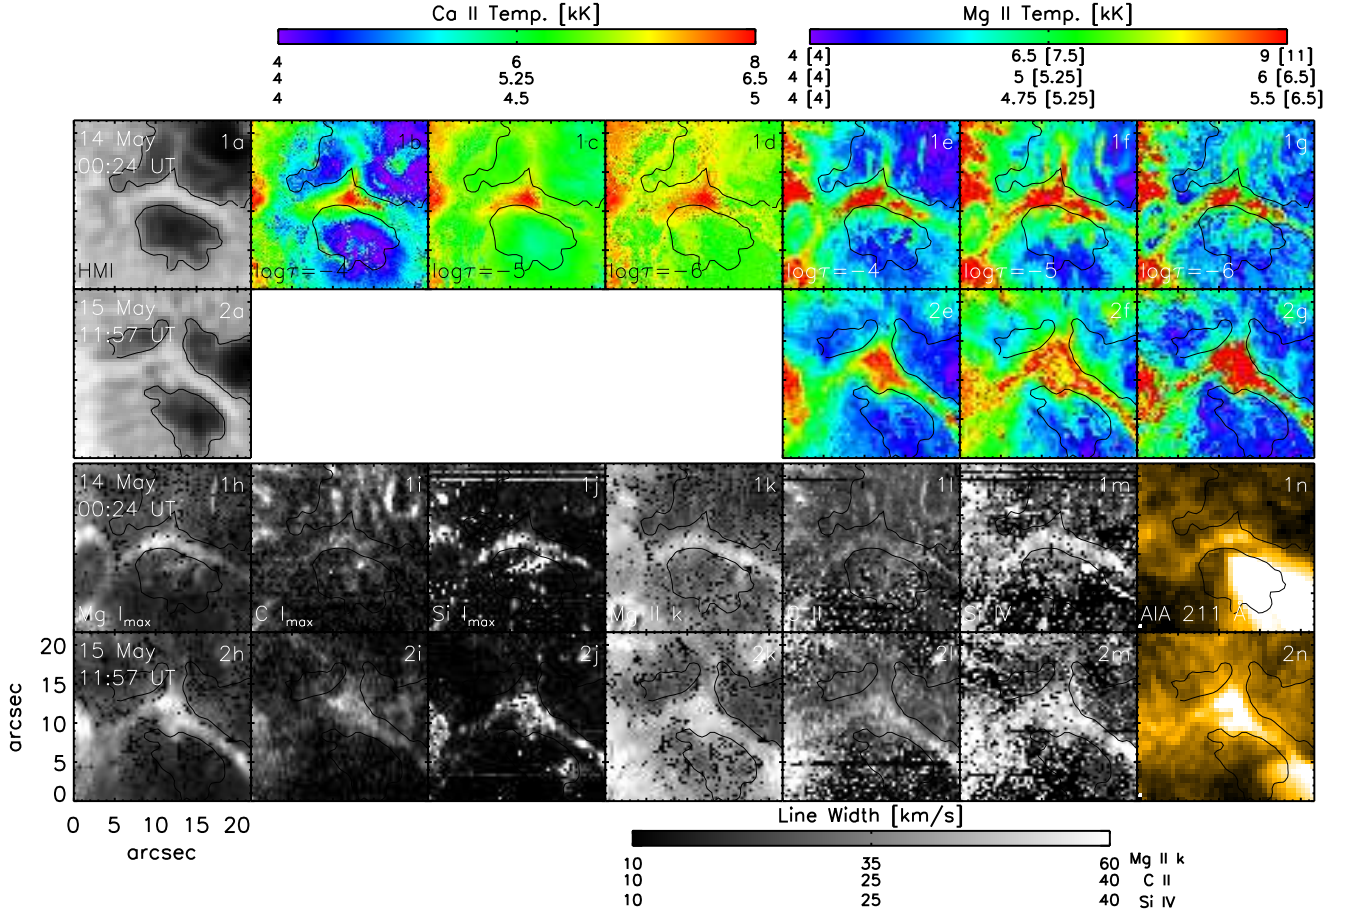 Ca II Temp. [kK]
Mg II Temp. [kK]
4 6 8
4 5.25 6.5
4 4.5 5
4 [4] 6.5 [7.5] 9 [11]
4 [4] 5 [5.25] 6 [6.5]
4 [4] 4.75 [5.25] 5.5 [6.5]
14 May
00:24 UT
1a
HMI
1b
logτ=−4
1c
logτ=−5
1d
logτ=−6
1e
logτ=−4
1f
logτ=−5
1g
logτ=−6
15 May
11:57 UT
2a
2e
2f
2g
14 May
00:24 UT
1h
Mg Imax
1i
C Imax
1j
Si Imax
1k
Mg II k
1l
C II
1m
Si IV
1n
AIA 211 A
15 May
11:57 UT
2h
2i
2j
2k
2l
2m
2n
20
15
10
5
0
arcsec
0 5 10 15 20
arcsec
Line Width [km/s]
10 35 60 Mg II k
10 25 40 C II
10 25 40 Si IV